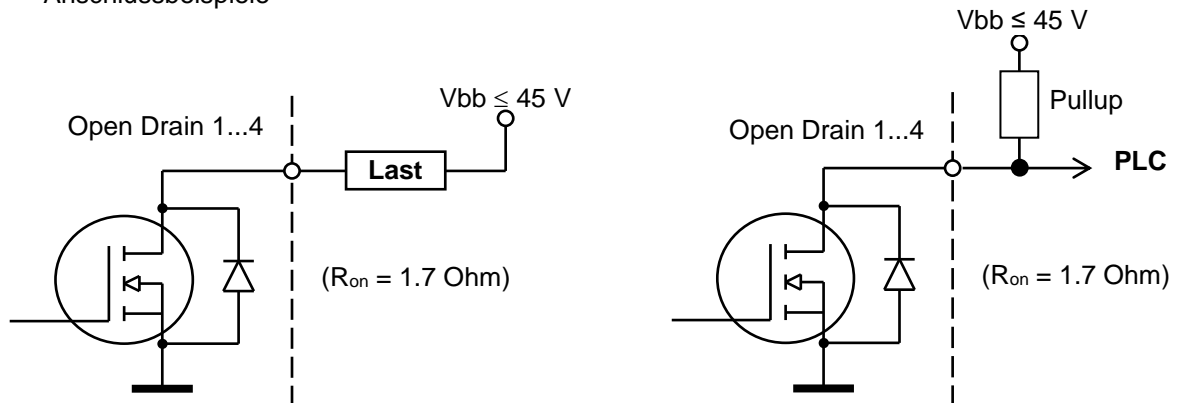 Anschlussbeispiele
Vbb ≤ 45 V
Open Drain 1...4
Last
(Ron = 1.7 Ohm)
Vbb ≤ 45 V
Pullup
Open Drain 1...4
PLC
(Ron = 1.7 Ohm)